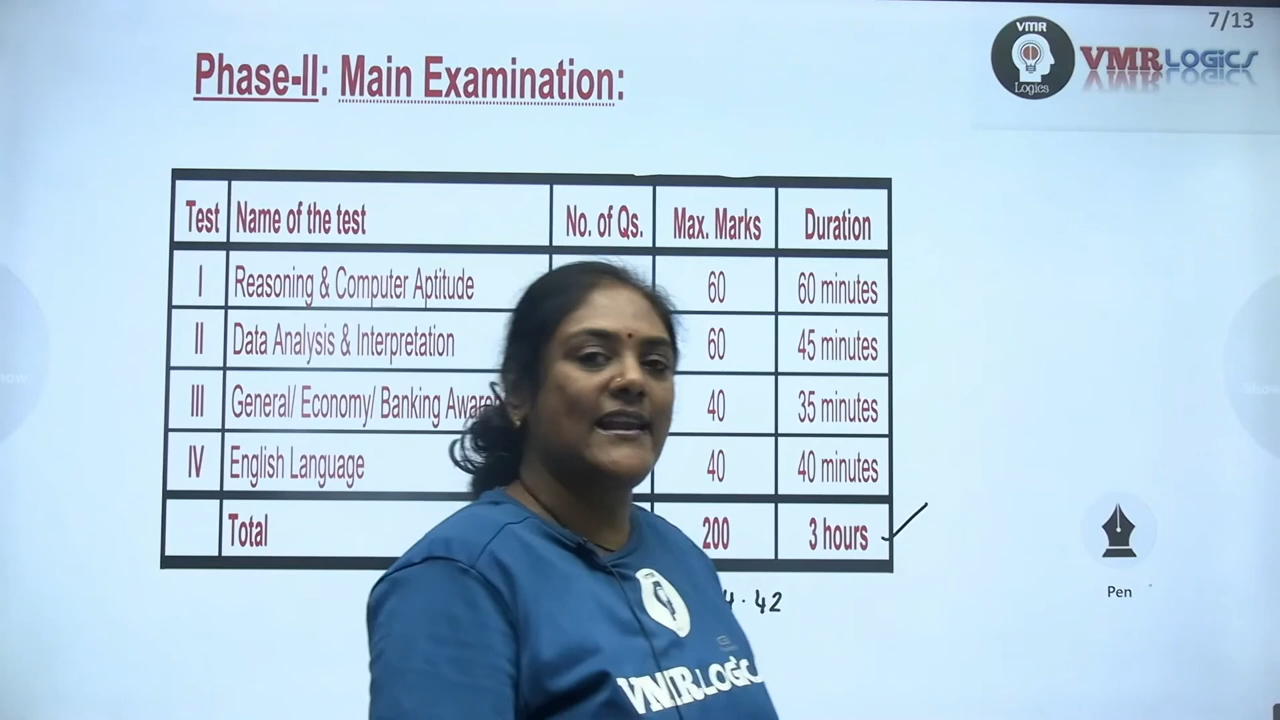 7/13
VMR
Logics
VMR LOGiCS
Phase-II: Main Examination:
Test Name of the test No. of Qs. Max. Marks Duration
I Reasoning & Computer Aptitude 60 60 minutes
II Data Analysis & Interpretation 60 45 minutes
III General/ Economy/ Banking 40 35 minutes
IV English Language 40 40 minutes
Total 200 3 hours
4.42
Pen
VMR LOGiC